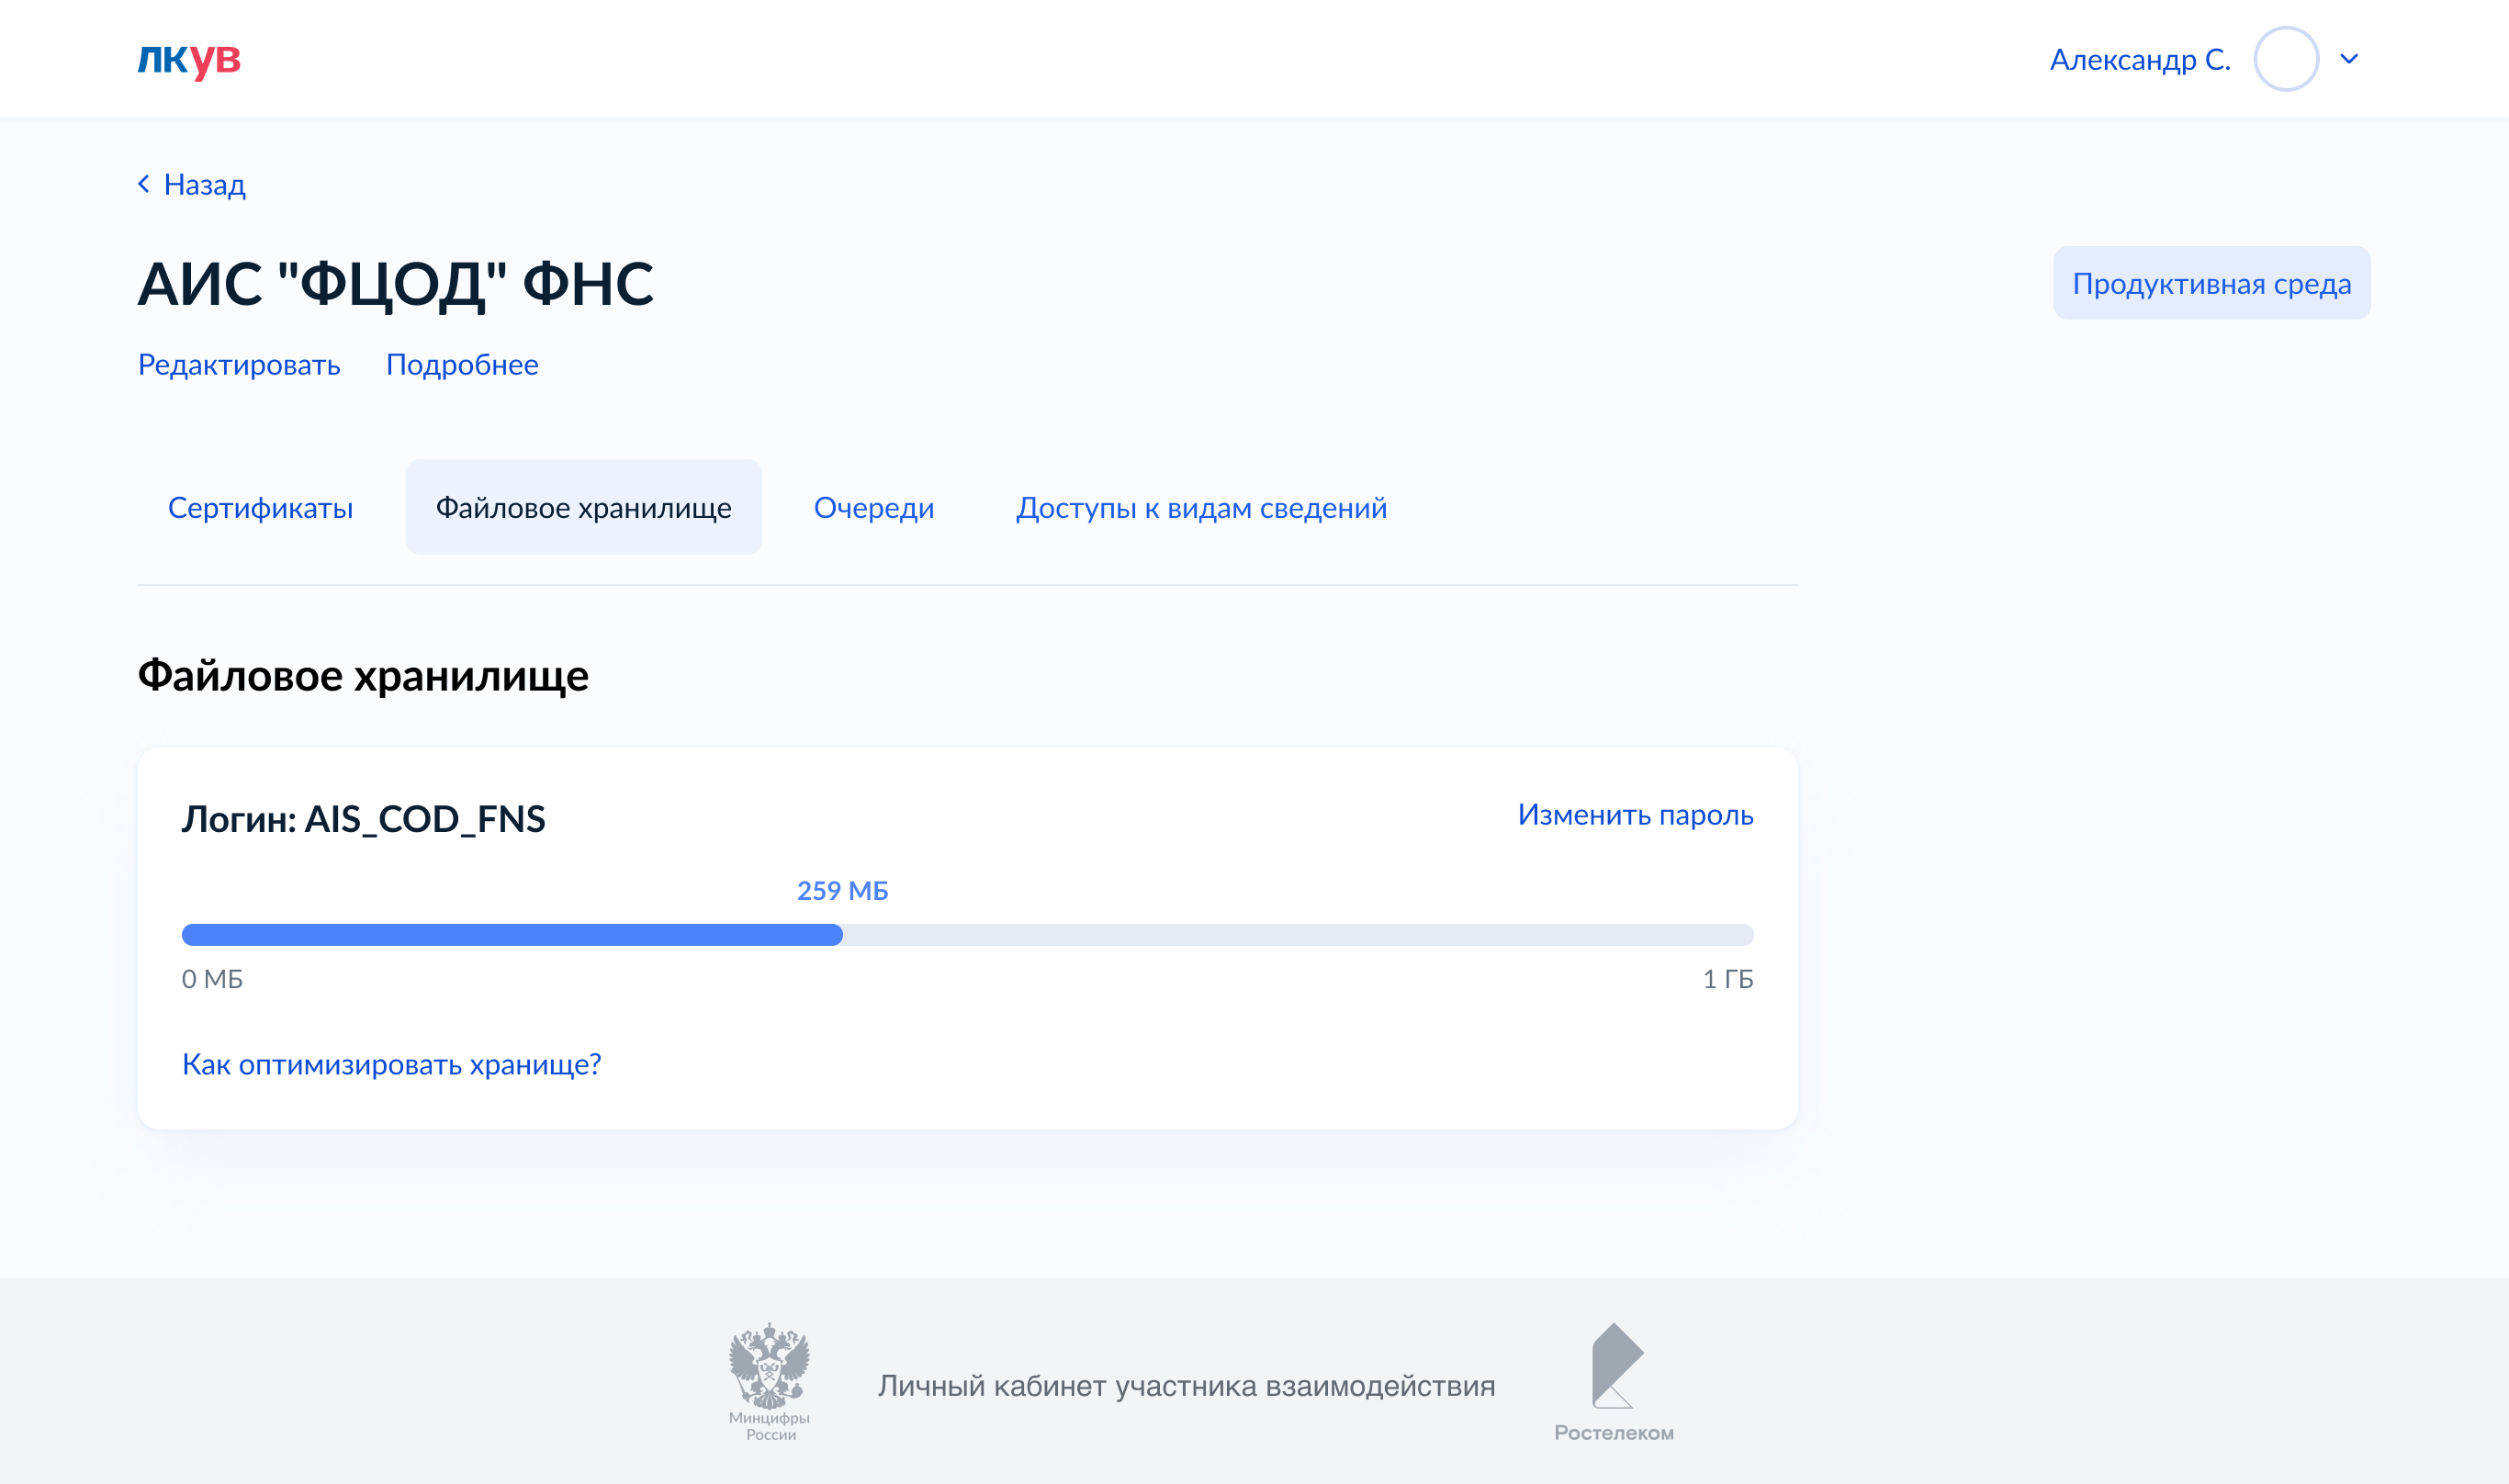 лкув
Александр С.
Назад
АИС "ФЦОД" ФНС
Продуктивная среда
Редактировать Подробнее
Сертификаты Файловое хранилище Очереди Доступы к видам сведений
Файловое хранилище
Логин: AIS_COD_FNS
Изменить пароль
259 МБ
0 МБ 1 ГБ
Как оптимизировать хранище?
Минцифры
России
Личный кабинет участника взаимодействия
Ростелеком